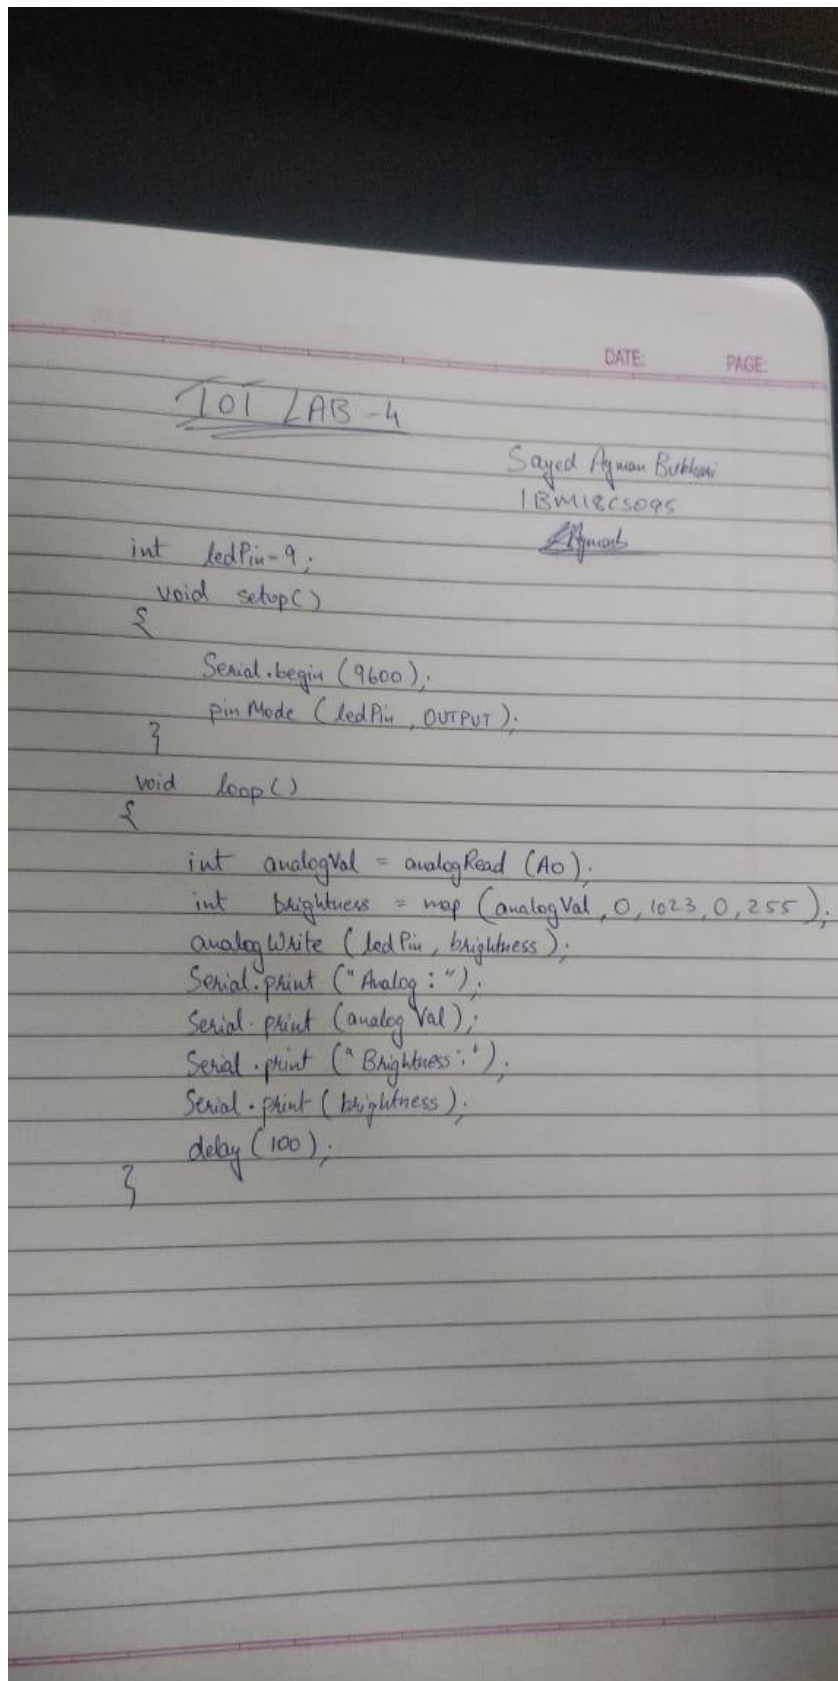 DATE: PAGE:
IOT LAB-4
Sayed Ayman Bukhari
1BM18CS095
int ledPin-9;
void setup()
{
Serial.begin (9600);
pinMode (ledPin, OUTPUT);
}
void loop()
{
int analogVal = analogRead (A0);
int brightness = map (analogVal, 0, 1023, 0, 255);
analogWrite (ledPin, brightness);
Serial.print ("Analog: ");
Serial.print (analogVal);
Serial.print ("Brightness:");
Serial.print (brightness);
delay (100);
}